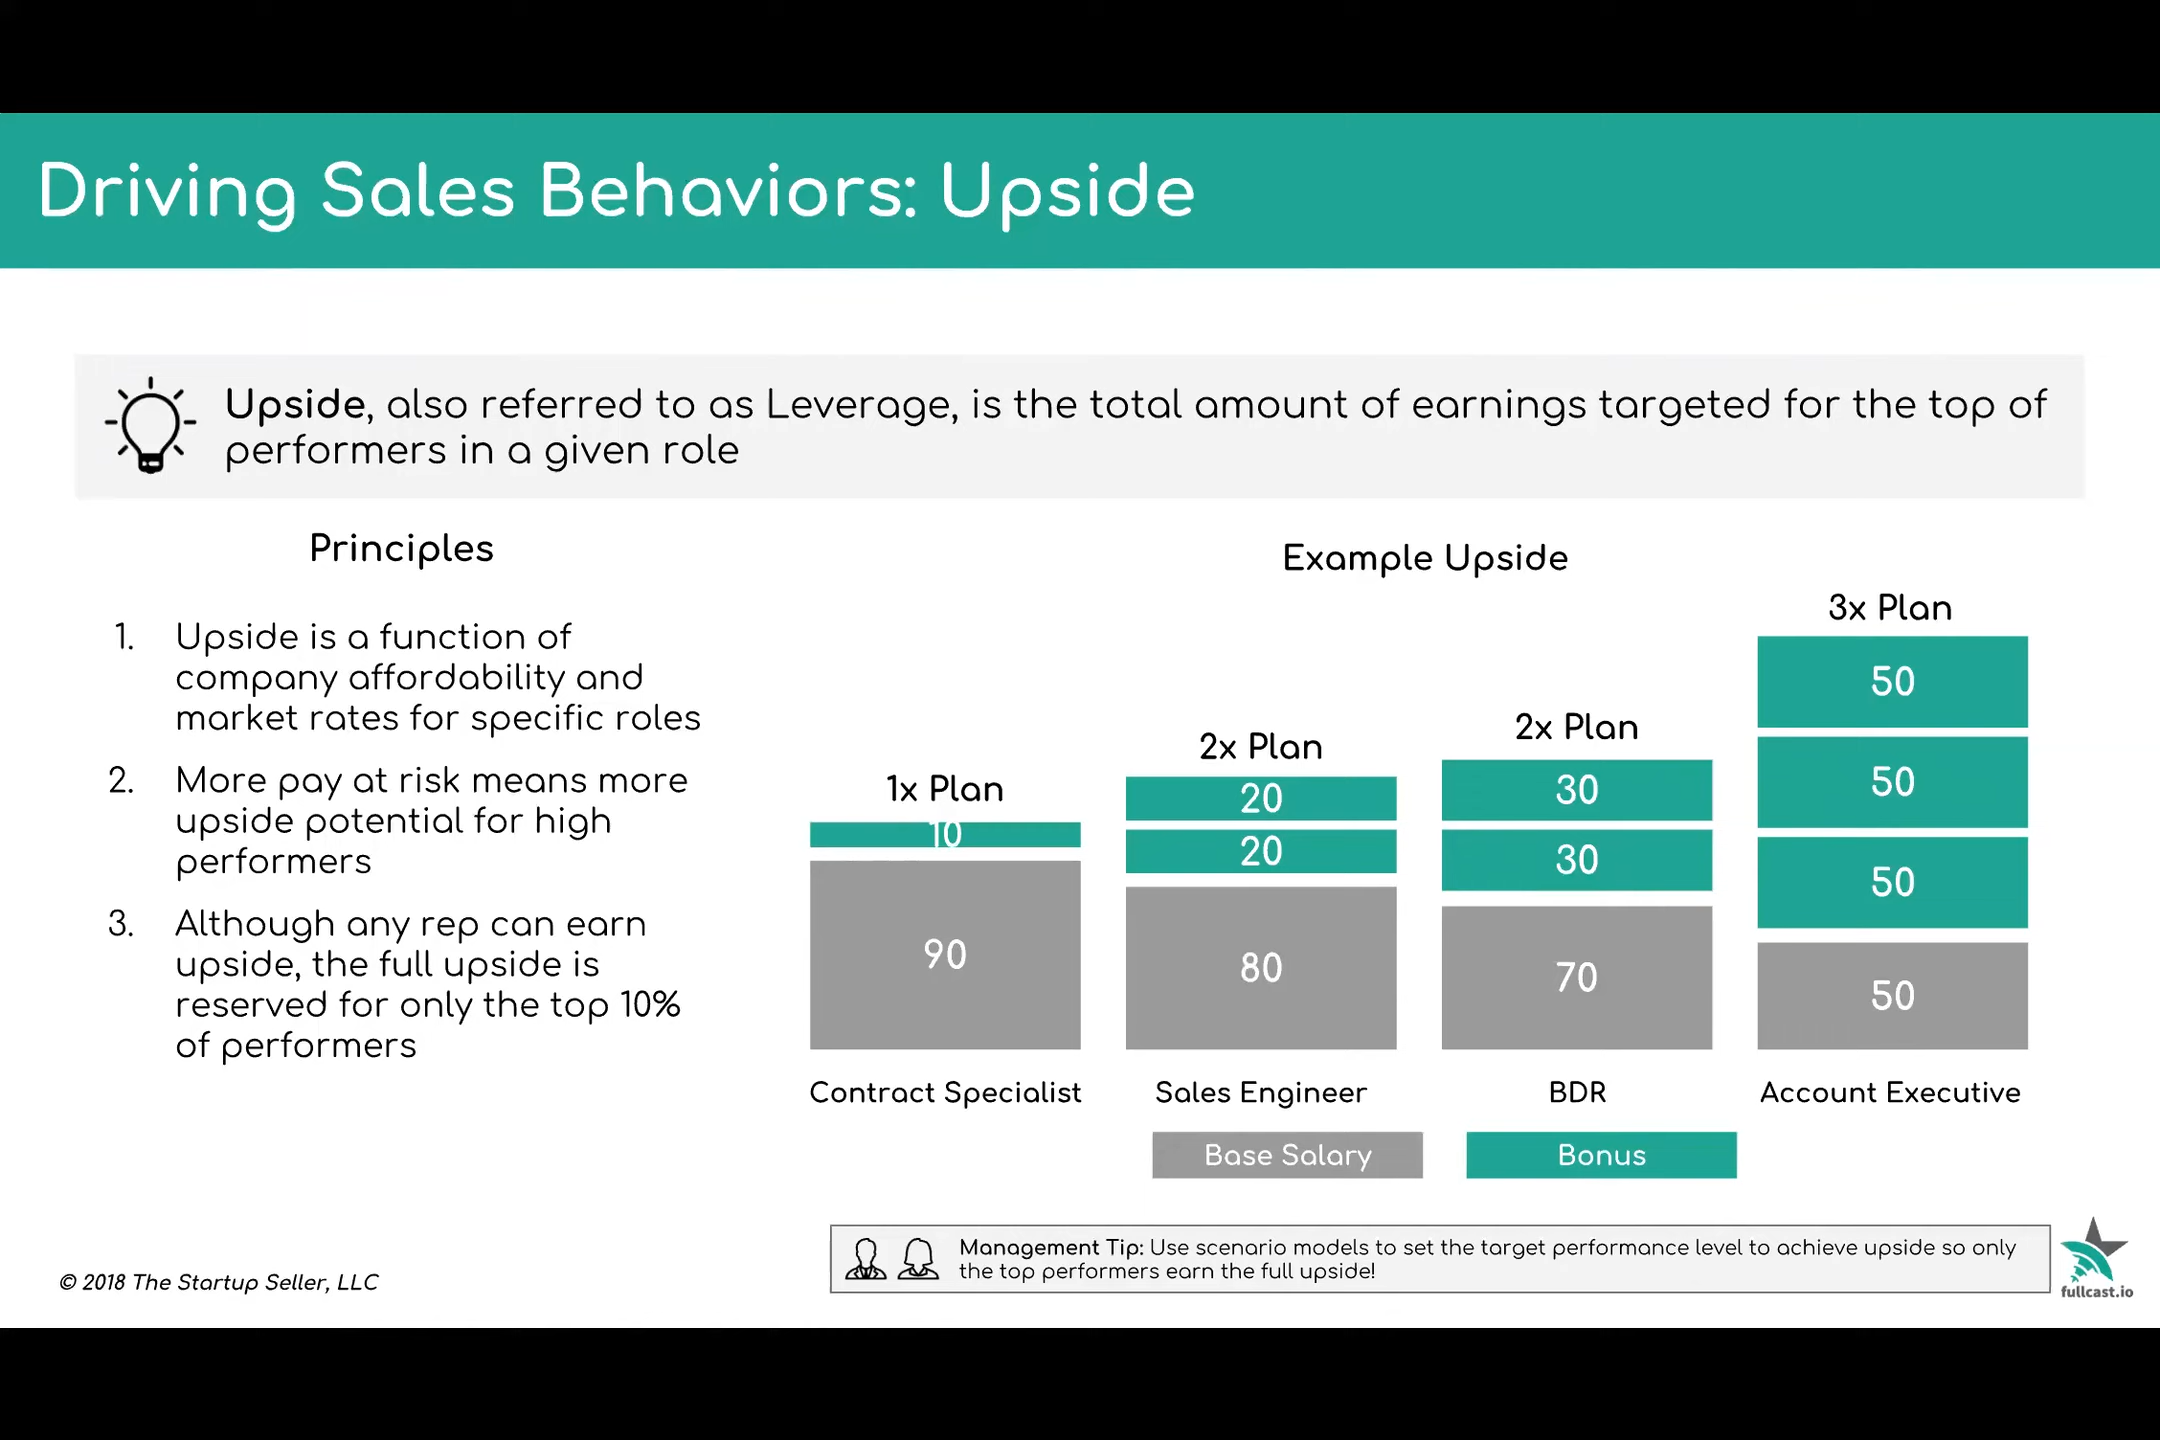 Driving Sales Behaviors: Upside
Upside, also referred to as Leverage, is the total amount of earnings targeted for the top of
performers in a given role
Principles
1. Upside is a function of
company affordability and
market rates for specific roles
2. More pay at risk means more
upside potential for high
performers
3. Although any rep can earn
upside, the full upside is
reserved for only the top 10%
of performers
Example Upside
1x Plan
10
90
Contract Specialist
2x Plan
20
20
80
Sales Engineer
2x Plan
30
30
70
BDR
3x Plan
50
50
50
50
Account Executive
Base Salary
Bonus
Management Tip: Use scenario models to set the target performance level to achieve upside so only
the top performers earn the full upside!
© 2018 The Startup Seller, LLC
fullcast.io